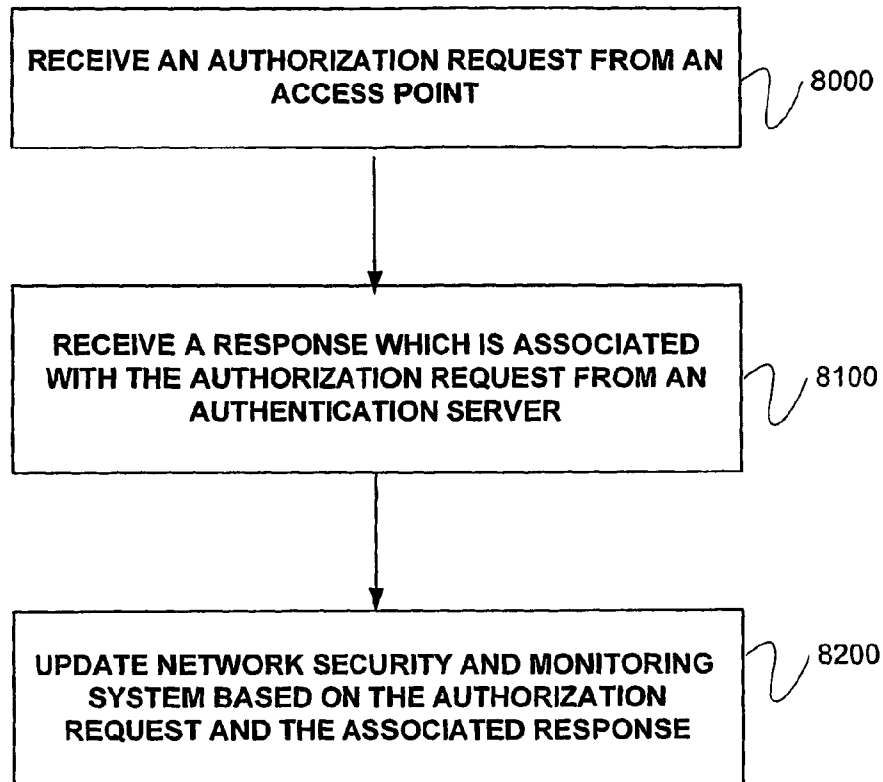 RECEIVE AN AUTHORIZATION REQUEST FROM AN
ACCESS POINT
8000
RECEIVE A RESPONSE WHICH IS ASSOCIATED
WITH THE AUTHORIZATION REQUEST FROM AN
AUTHENTICATION SERVER
8100
UPDATE NETWORK SECURITY AND MONITORING
SYSTEM BASED ON THE AUTHORIZATION
REQUEST AND THE ASSOCIATED RESPONSE
8200